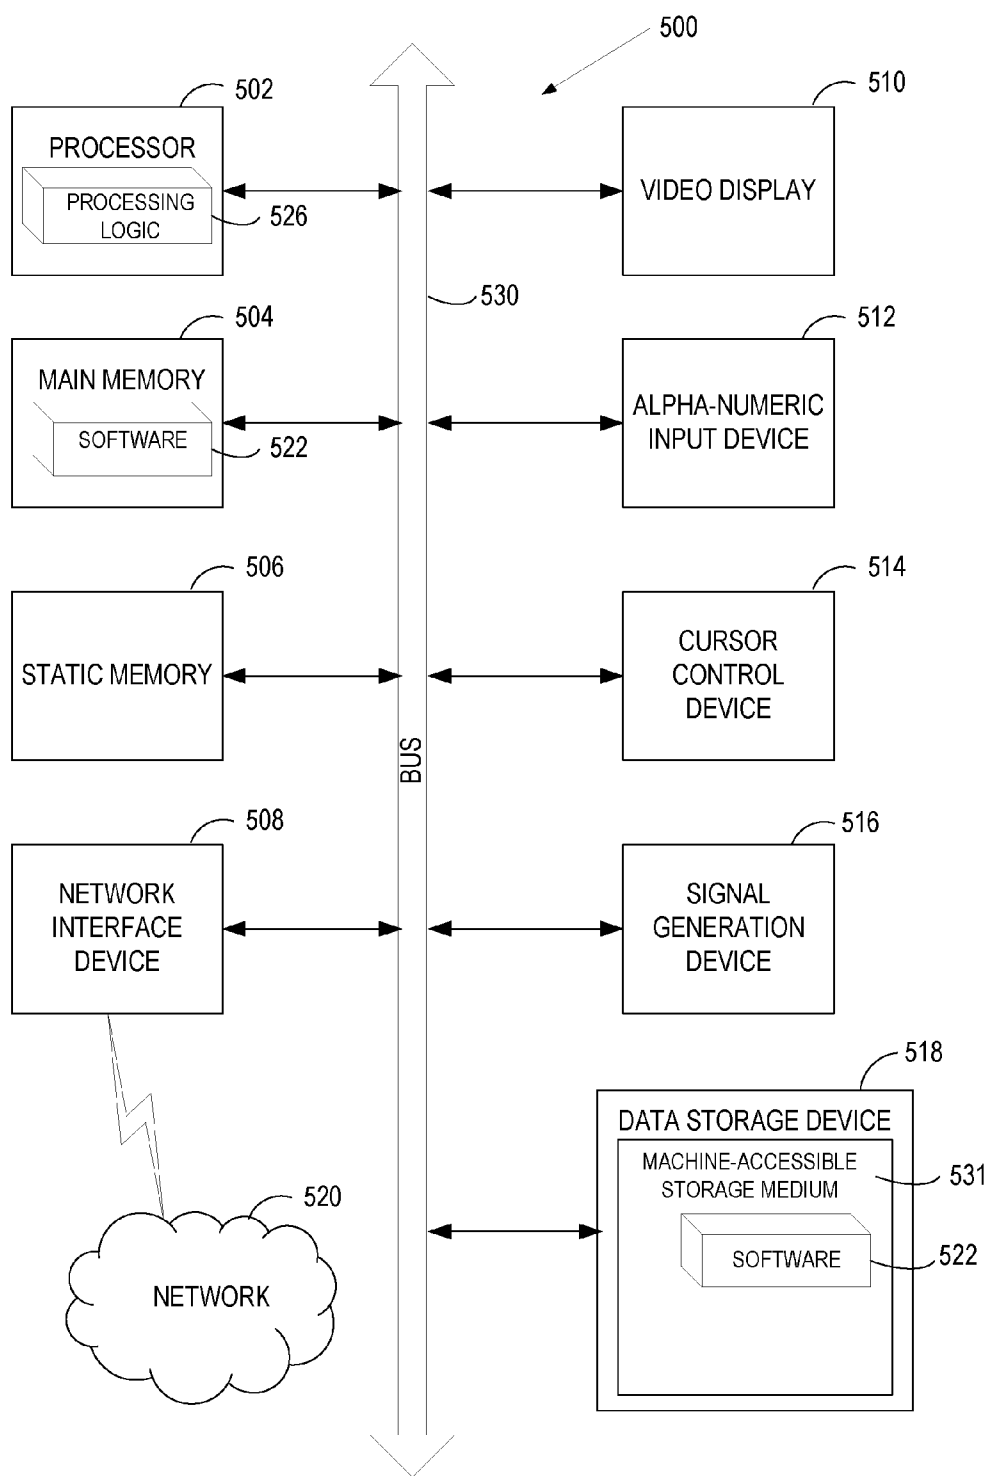 500
502
PROCESSOR
PROCESSING
LOGIC
526
510
VIDEO DISPLAY
530
504
MAIN MEMORY
SOFTWARE
522
512
ALPHA-NUMERIC
INPUT DEVICE
506
STATIC MEMORY
514
CURSOR
CONTROL
DEVICE
BUS
508
NETWORK
INTERFACE
DEVICE
516
SIGNAL
GENERATION
DEVICE
518
DATA STORAGE DEVICE
MACHINE-ACCESSIBLE
STORAGE MEDIUM
531
SOFTWARE
522
520
NETWORK